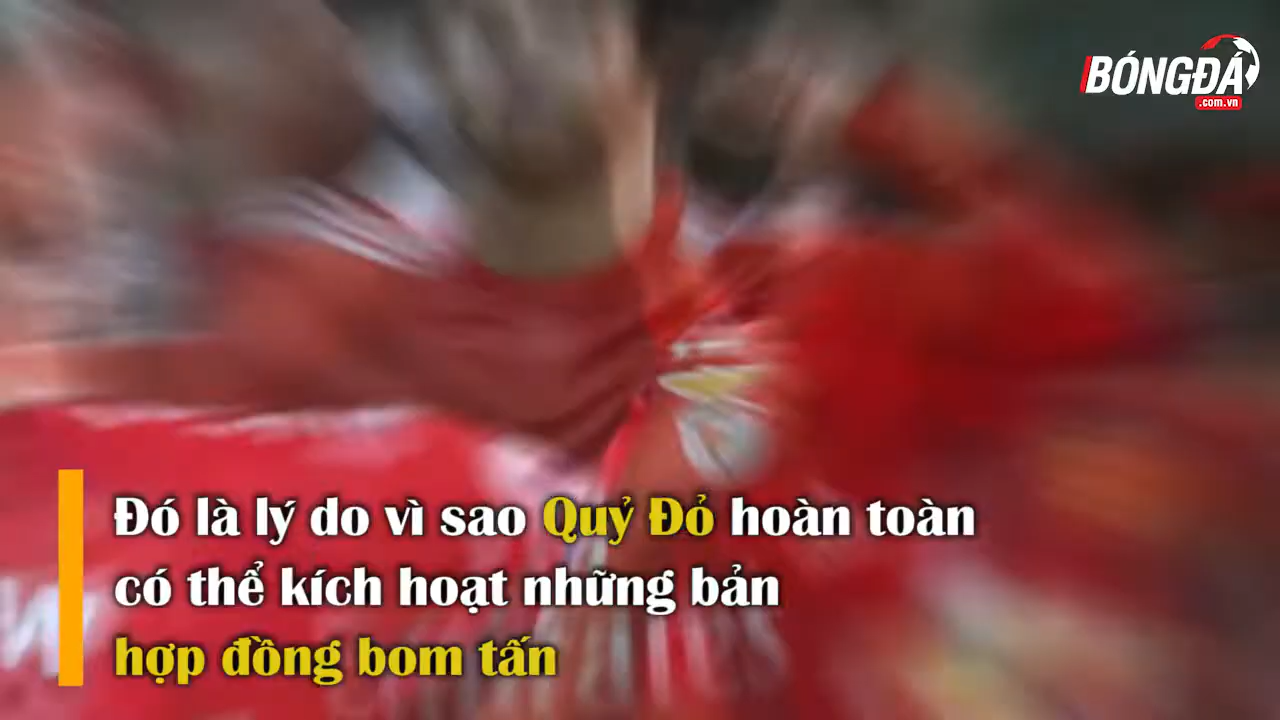 BÓNGĐÁ
.com.vn
Đó là lý do vì sao Quỷ Đỏ hoàn toàn
có thể kích hoạt những bản
hợp đồng bom tấn